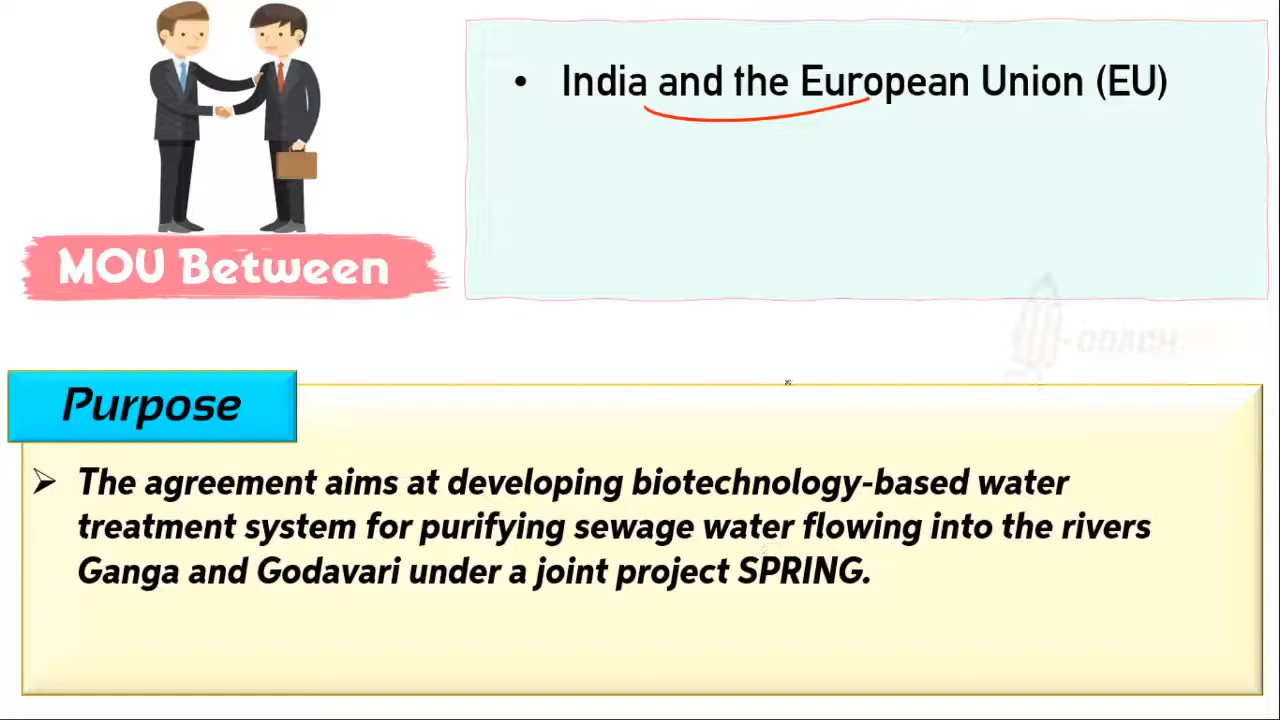 • India and the European Union (EU)
MOU Between
-COACH
Purpose
➢ The agreement aims at developing biotechnology-based water
treatment system for purifying sewage water flowing into the rivers
Ganga and Godavari under a joint project SPRING.